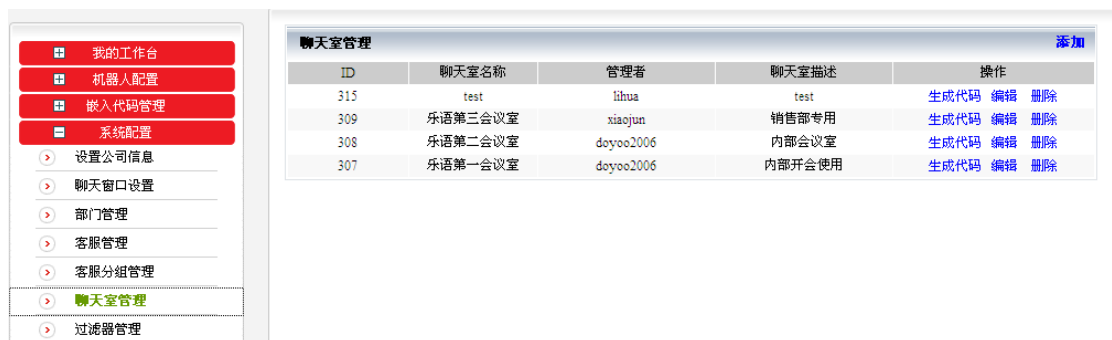 我的工作台
机器人配置
嵌入代码管理
系统配置
设置公司信息
聊天窗口设置
部门管理
客服管理
客服分组管理
聊天室管理
过滤器管理
聊天室管理 添加
ID 聊天室名称 管理者 聊天室描述 操作
315 test lihua test 生成代码 编辑 删除
309 乐语第三会议室 xiaojun 销售部专用 生成代码 编辑 删除
308 乐语第二会议室 doyoo2006 内部会议室 生成代码 编辑 删除
307 乐语第一会议室 doyoo2006 内部开会使用 生成代码 编辑 删除